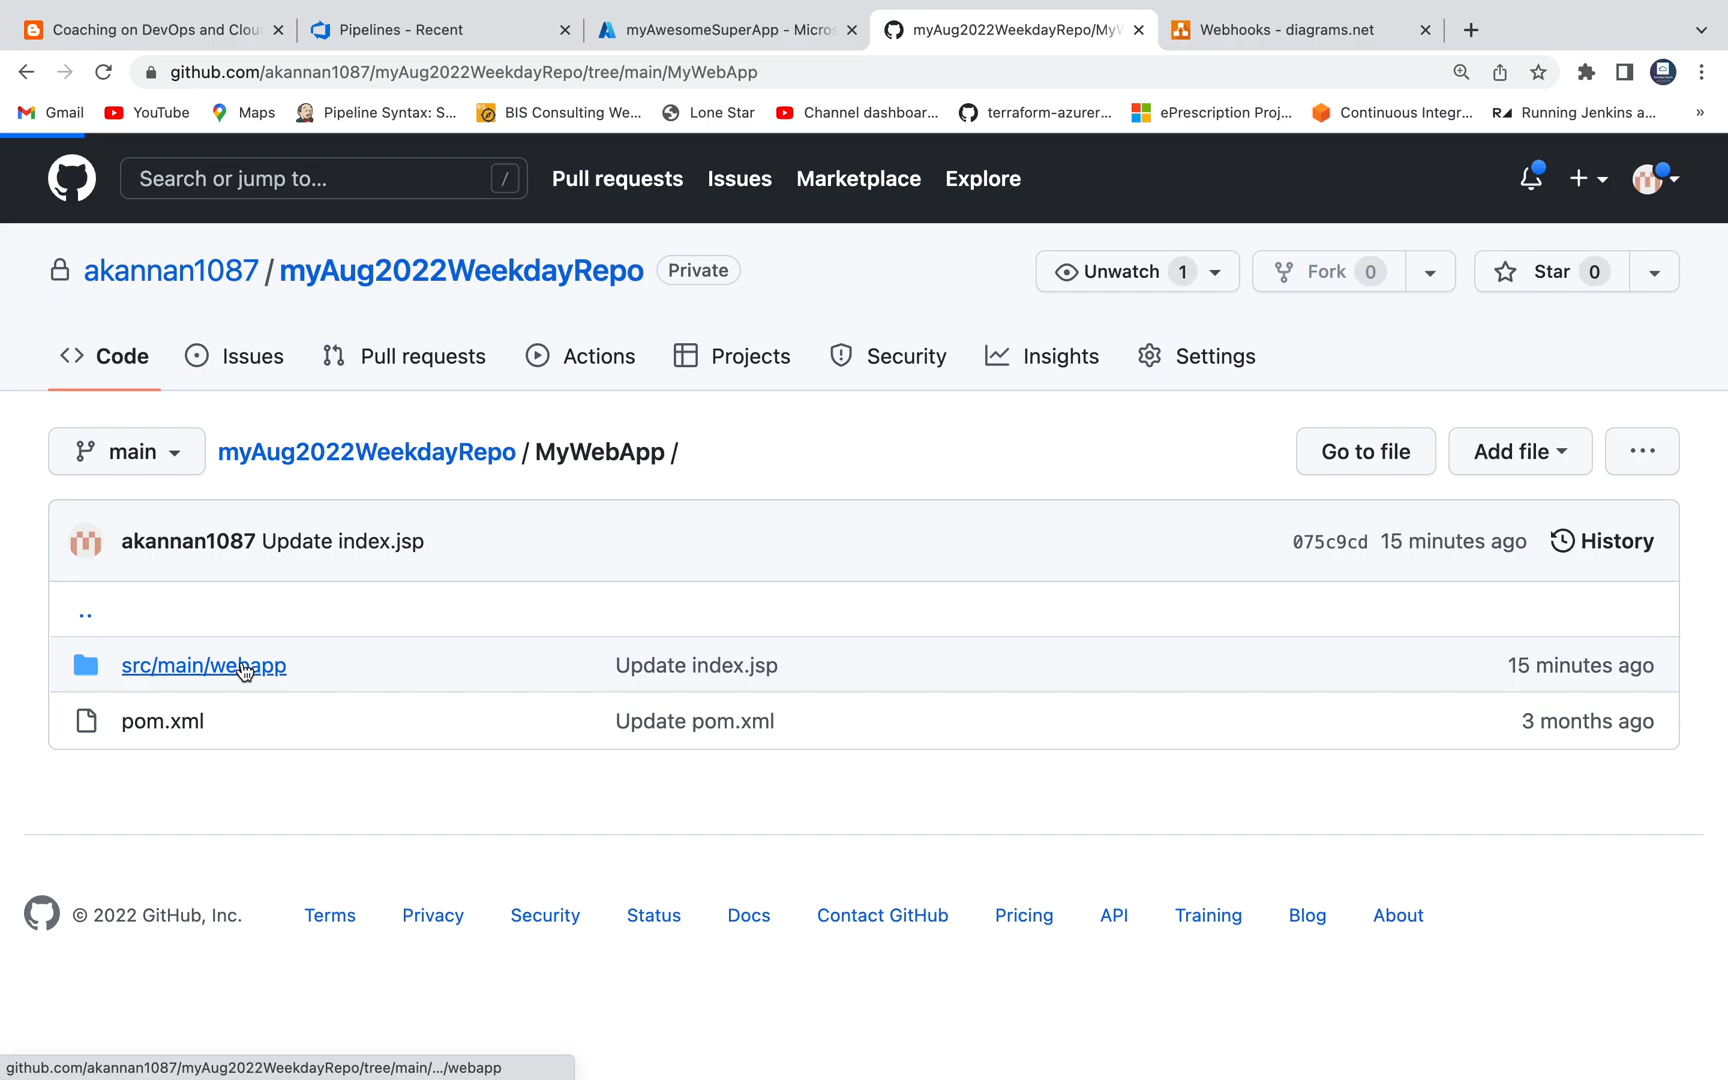 Coaching on DevOps and Clou
Pipelines - Recent
myAwesomeSuperApp - Micros
myAug2022WeekdayRepo/MyW
Webhooks - diagrams.net
github.com/akannan1087/myAug2022WeekdayRepo/tree/main/MyWebApp
Gmail
YouTube
Maps
Pipeline Syntax: S...
BIS Consulting We...
Lone Star
Channel dashboar...
terraform-azurer...
ePrescription Proj...
Continuous Integr...
Running Jenkins a...
»
Search or jump to...
/
Pull requests
Issues
Marketplace
Explore
akannan1087 / myAug2022WeekdayRepo
Private
Unwatch 1
Fork 0
Star 0
Code
Issues
Pull requests
Actions
Projects
Security
Insights
Settings
main
myAug2022WeekdayRepo / MyWebApp /
Go to file
Add file
...
akannan1087 Update index.jsp
075c9cd 15 minutes ago
History
..
src/main/webapp
Update index.jsp
15 minutes ago
pom.xml
Update pom.xml
3 months ago
© 2022 GitHub, Inc.
Terms
Privacy
Security
Status
Docs
Contact GitHub
Pricing
API
Training
Blog
About
github.com/akannan1087/myAug2022WeekdayRepo/tree/main/.../webapp